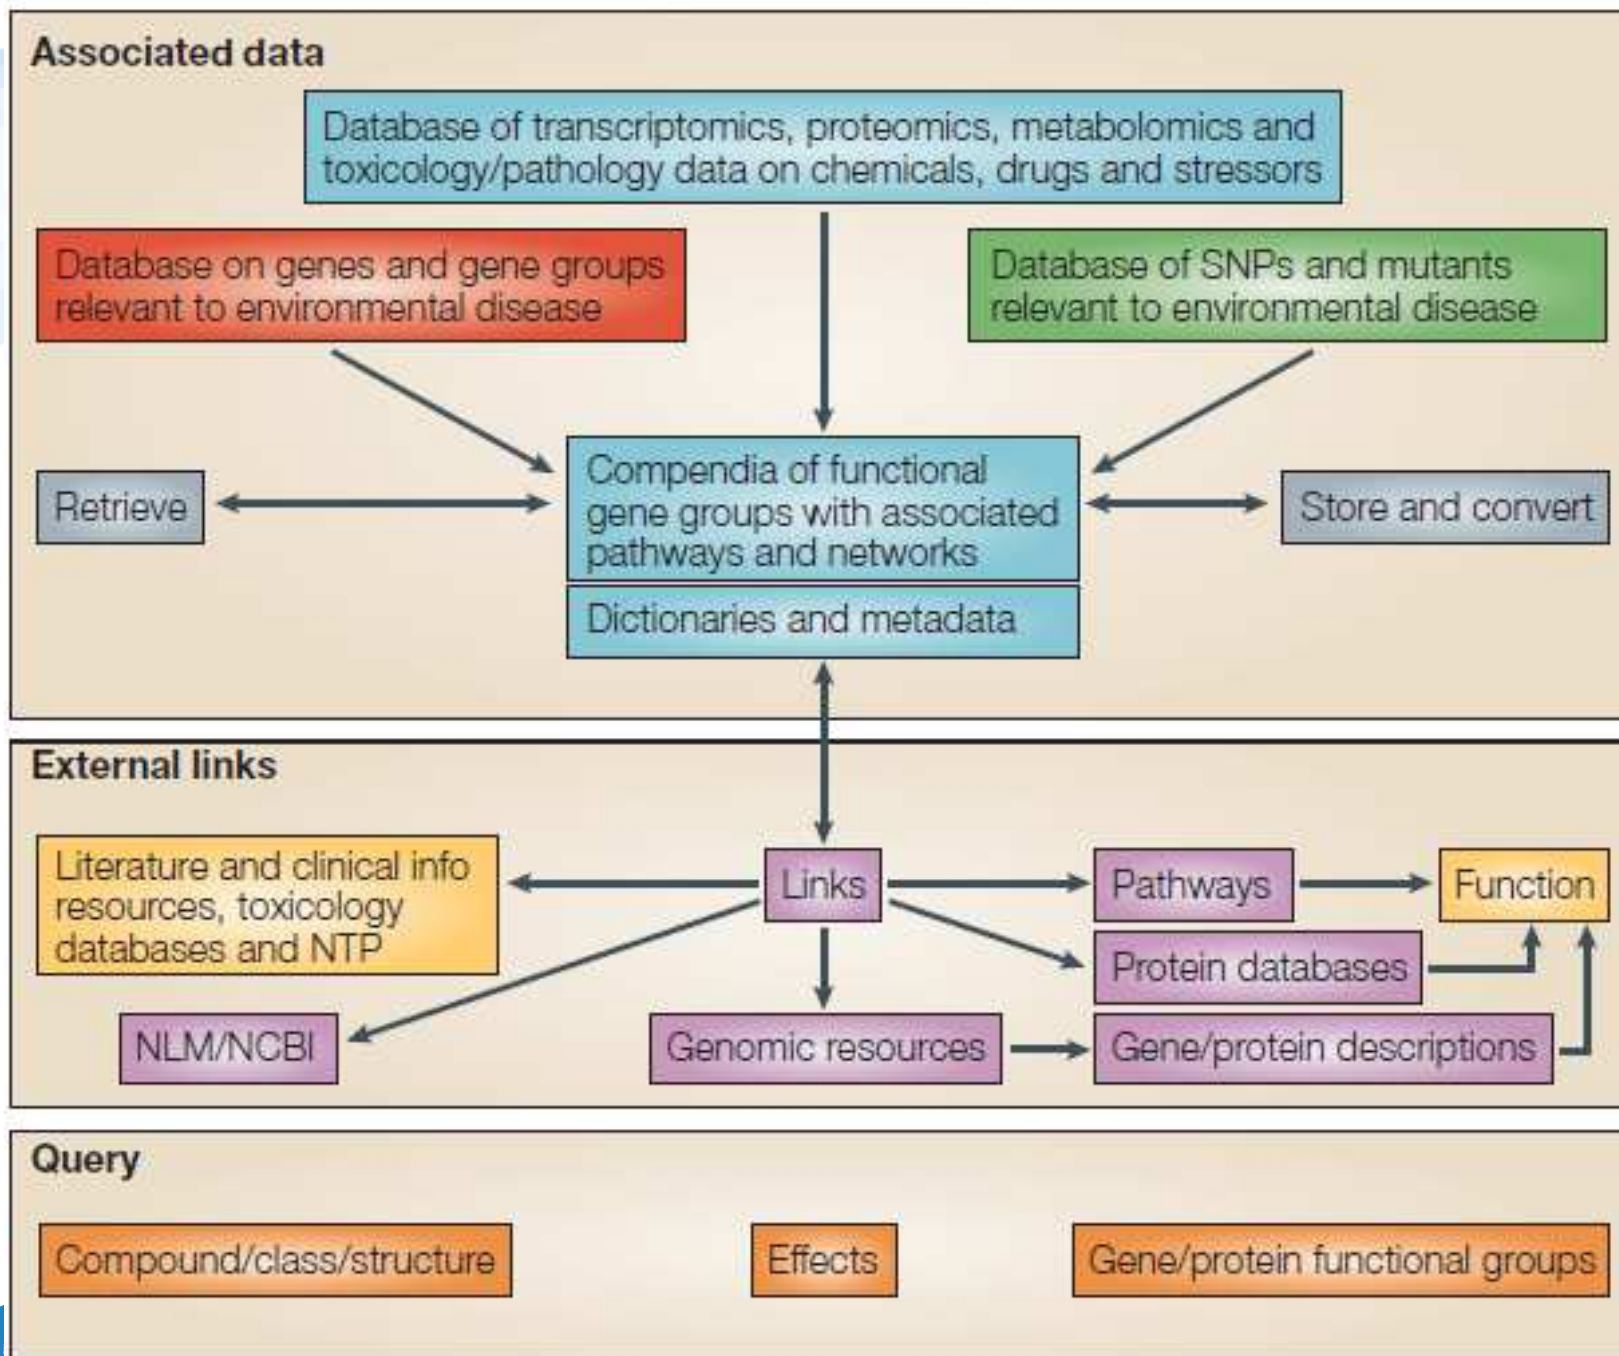 Associated data
Database of transcriptomics, proteomics, metabolomics and
toxicology/pathology data on chemicals, drugs and stressors
Database on genes and gene groups
relevant to environmental disease
Database of SNPs and mutants
relevant to environmental disease
Retrieve
Compendia of functional
gene groups with associated
pathways and networks
Store and convert
Dictionaries and metadata
External links
Literature and clinical info
resources, toxicology
databases and NTP
Links
Pathways
Function
Protein databases
NLM/NCBI
Genomic resources
Gene/protein descriptions
Query
Compound/class/structure
Effects
Gene/protein functional groups